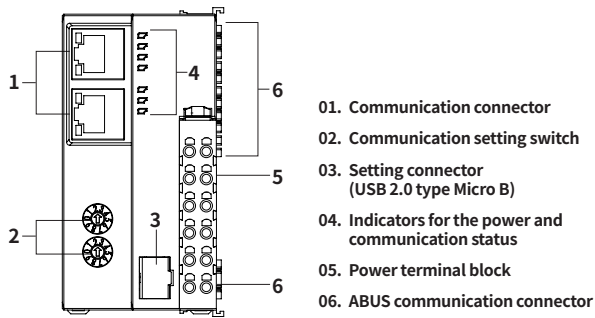 1
2
3
4
5
6
6
01. Communication connector
02. Communication setting switch
03. Setting connector
(USB 2.0 type Micro B)
04. Indicators for the power and
communication status
05. Power terminal block
06. ABUS communication connector